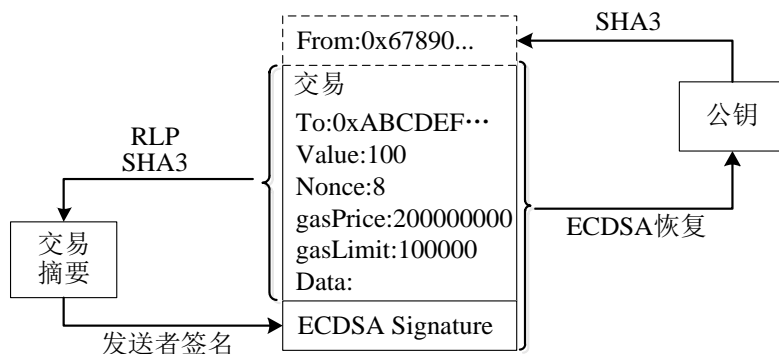 SHA3
From:0x67890...
交易
To:0xABCDEF…
公钥
RLP
SHA3
Value:100
Nonce:8
gasPrice:200000000
ECDSA恢复
gasLimit:100000
交易
摘要
Data:
ECDSA Signature
发送者签名